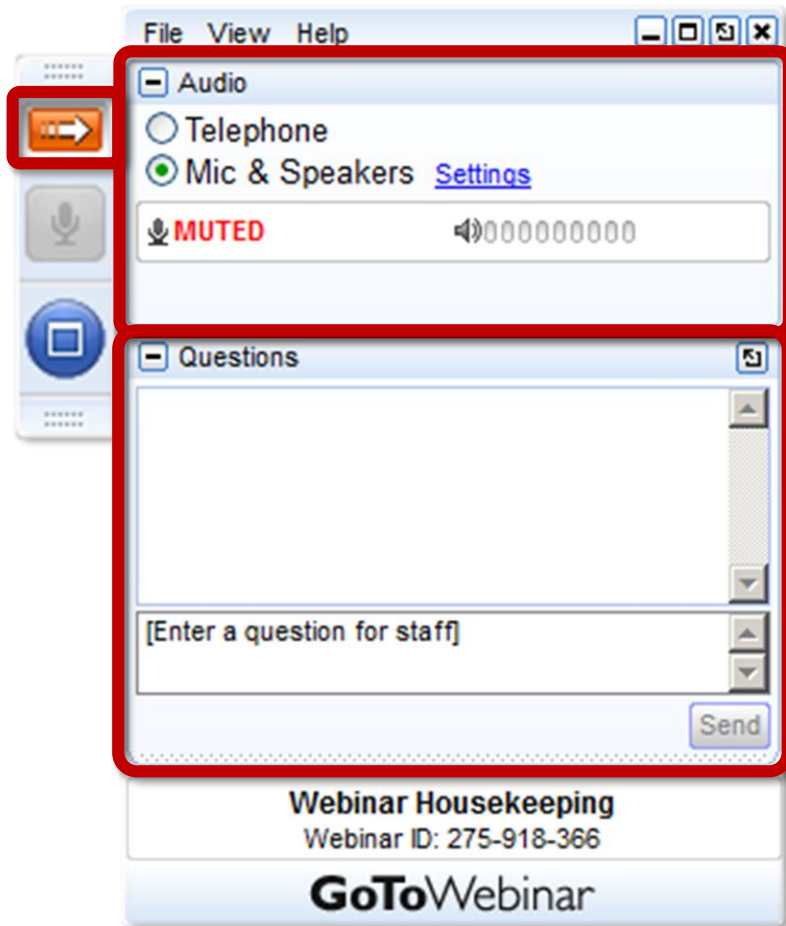 File View Help
Audio
Telephone
Mic & Speakers Settings
MUTED
Questions
[Enter a question for staff]
Send
Webinar Housekeeping
Webinar ID: 275-918-366
GoToWebinar